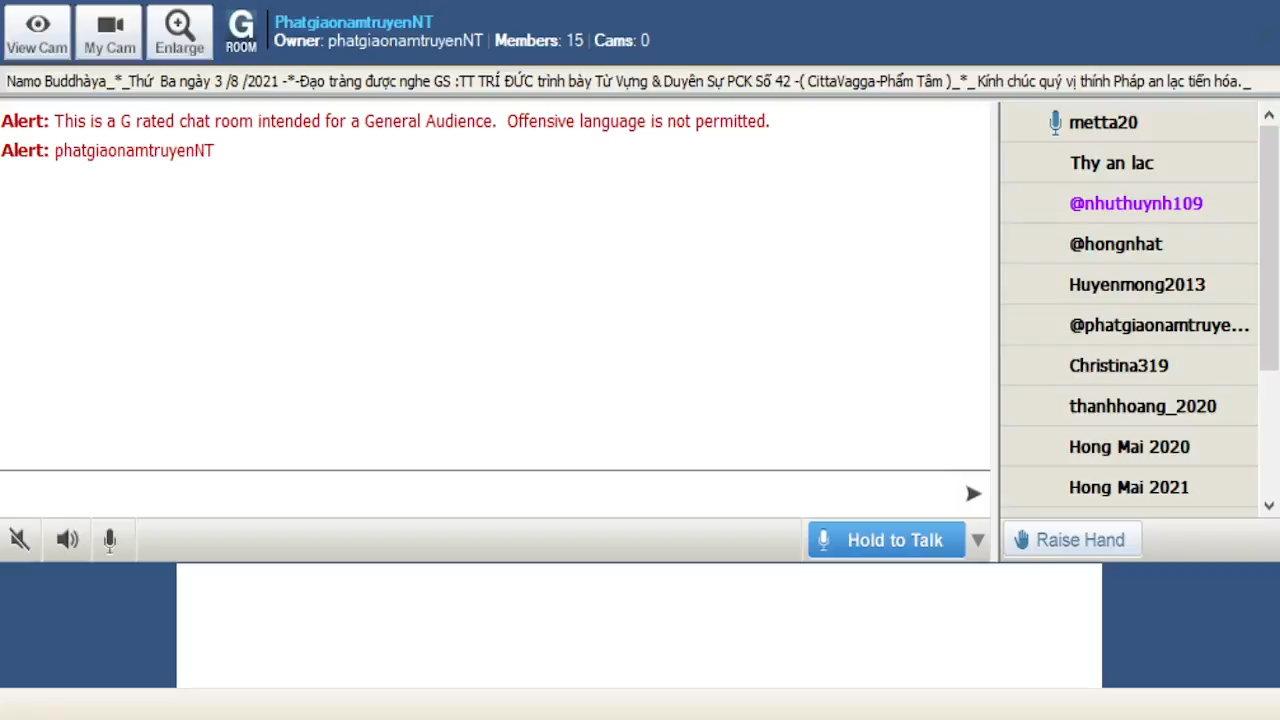 View Cam
My Cam
Enlarge
G
ROOM
PhatgiaonamtruyenNT
Owner: phatgiaonamtruyenNT | Members: 15 | Cams: 0
Namo Buddhàya_*_Thứ Ba ngày 3 /8 /2021 -*-Đạo tràng được nghe GS :TT TRÍ ĐỨC trình bày Từ Vựng & Duyên Sự PCK Số 42 -( CittaVagga-Phẩm Tâm )_*_ Kính chúc quý vị thính Pháp an lạc tiến hóa._
Alert: This is a G rated chat room intended for a General Audience. Offensive language is not permitted.
Alert: phatgiaonamtruyenNT
metta20
Thy an lac
@nhuthuynh109
@hongnhat
Huyenmong2013
@phatgiaonamtruye...
Christina319
thanhhoang_2020
Hong Mai 2020
Hong Mai 2021
Hold to Talk
Raise Hand